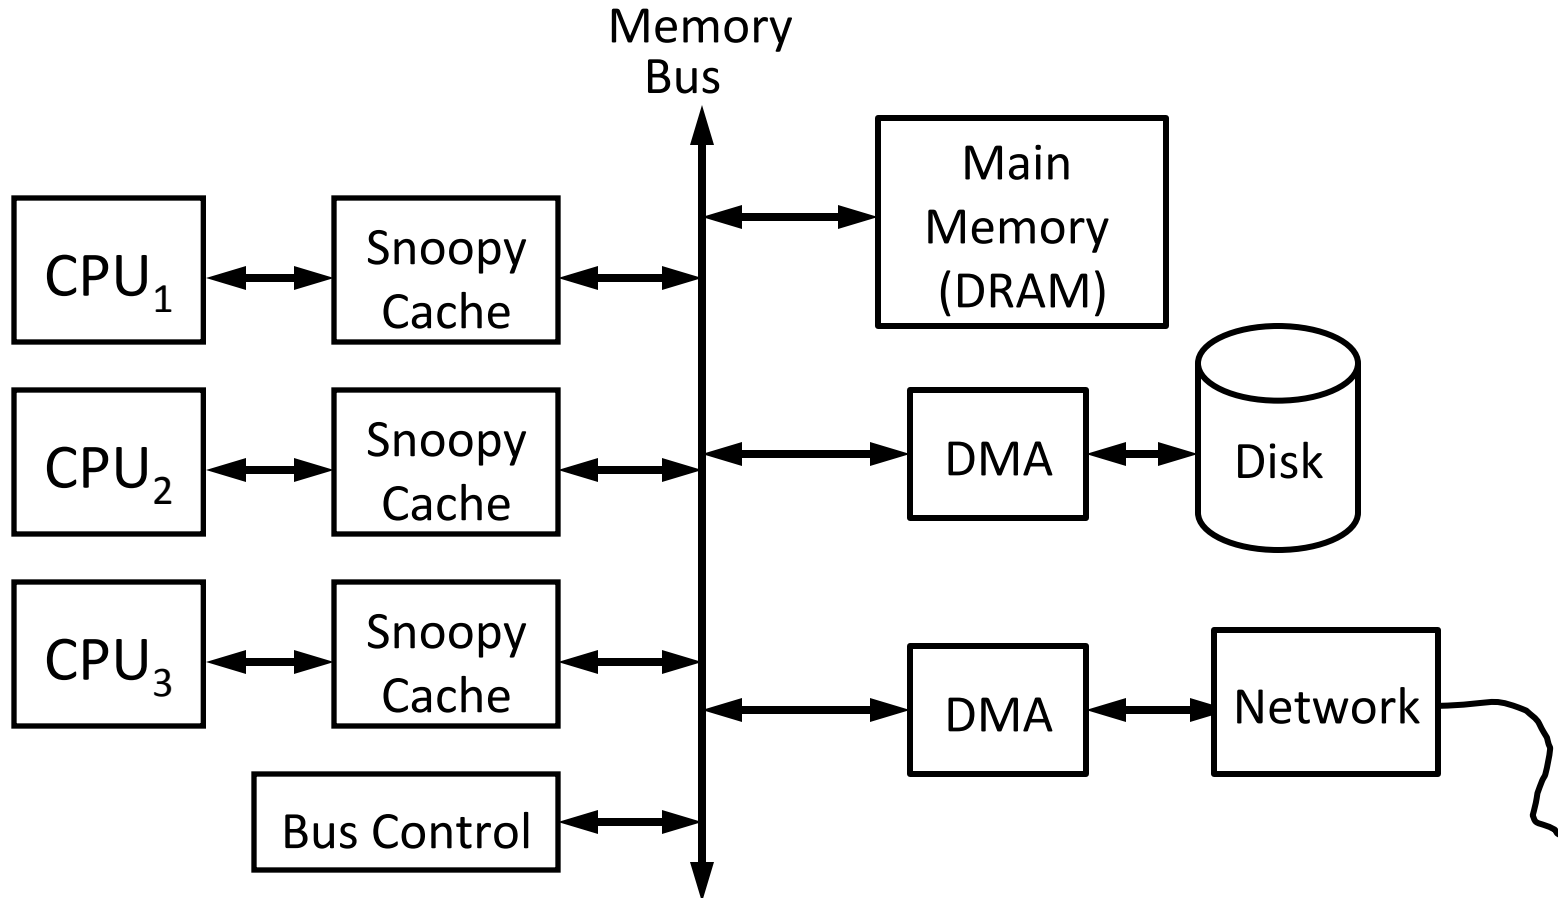 Memory
Bus
Main
Memory
(DRAM)
CPU₁
Snoopy
Cache
CPU₂
Snoopy
Cache
DMA
Disk
CPU₃
Snoopy
Cache
DMA
Network
Bus Control